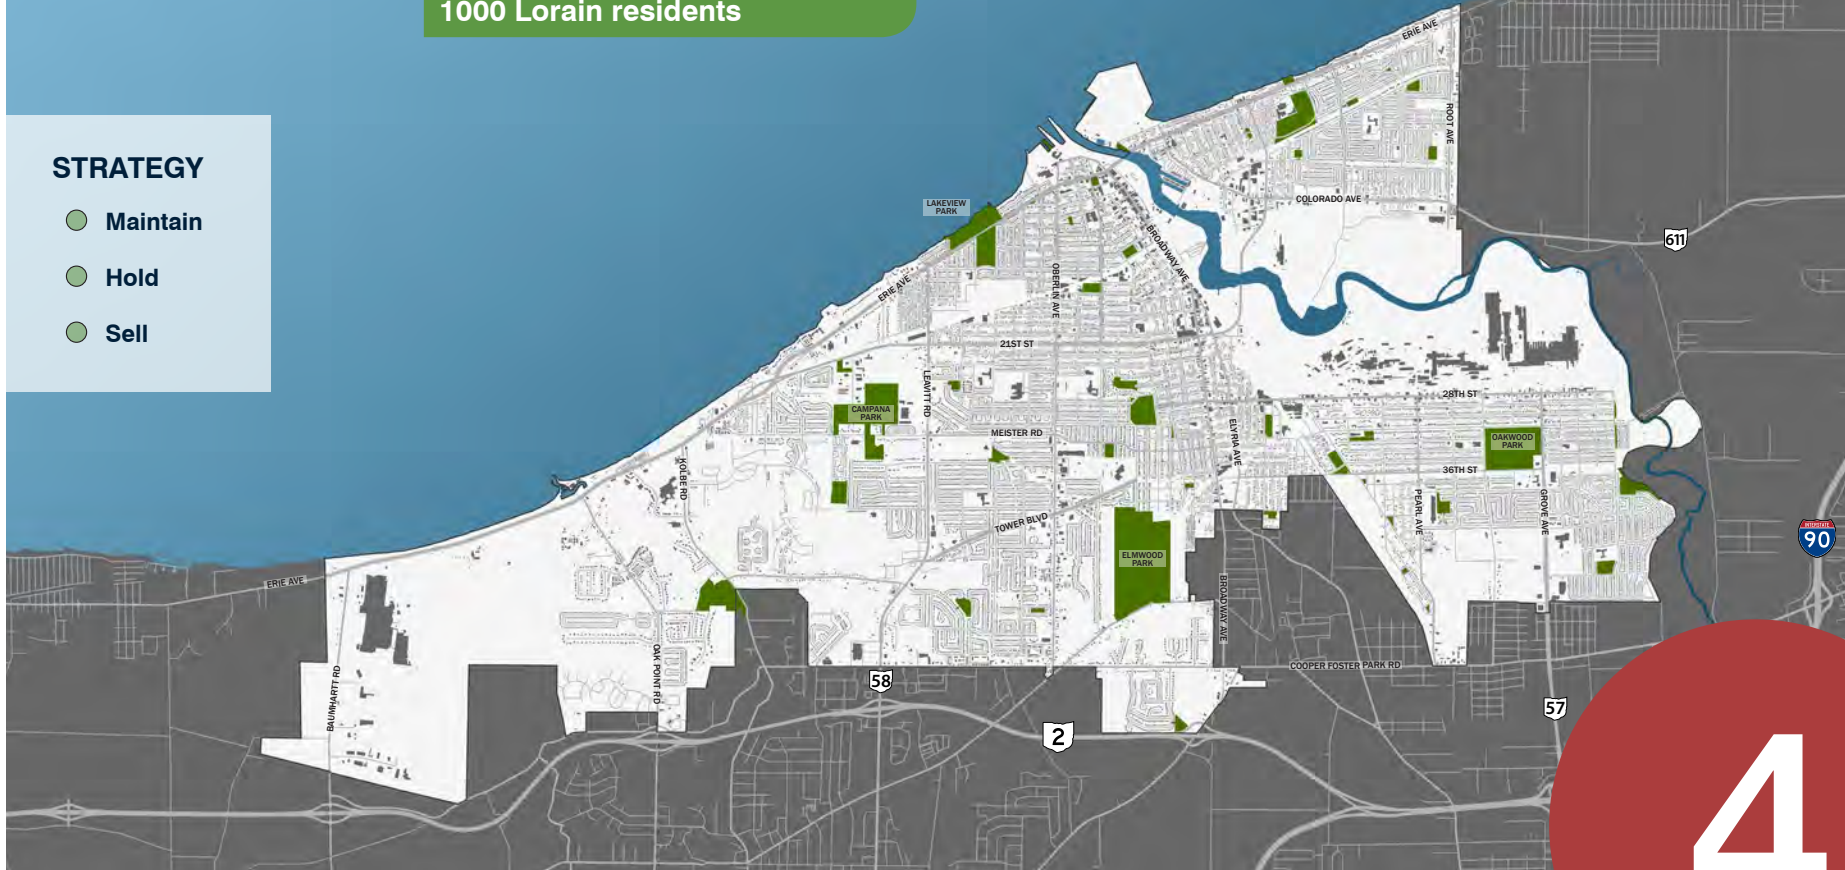 1000 Lorain residents
STRATEGY
Maintain
Hold
Sell
ERIE AVE
ROOT AVE
COLORADO AVE
LAKEVIEW
PARK
BROADWAY AVE
611
OBERLIN AVE
ERIE AVE
21ST ST
LEAVITT RD
CAMPANA
PARK
28TH ST
MEISTER RD
ELYRIA AVE
OAKWOOD
PARK
36TH ST
KOLBE RD
PEARL AVE
GROVE AVE
TOWER BLVD
INTERSTATE
90
ELMWOOD
PARK
ERIE AVE
BROADWAY AVE
OAK POINT RD
COOPER FOSTER PARK RD
58
BAUMHARTT RD
57
2
4